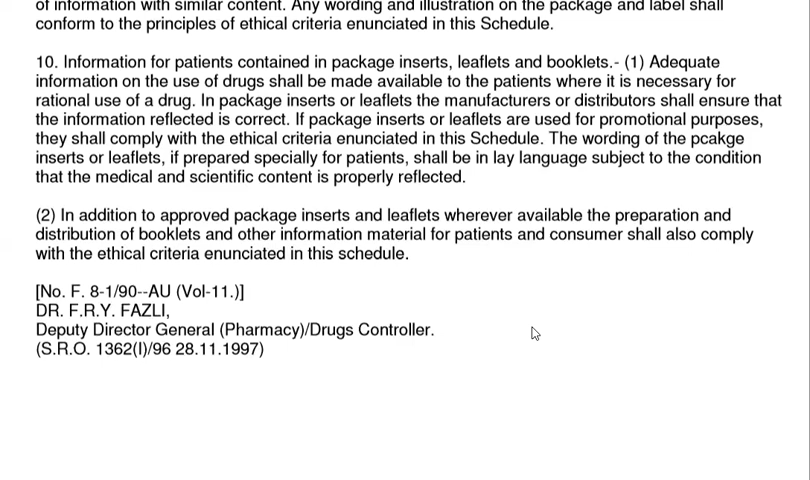 of information with similar content. Any wording and illustration on the package and label shall
conform to the principles of ethical criteria enunciated in this Schedule.
10. Information for patients contained in package inserts, leaflets and booklets.- (1) Adequate
information on the use of drugs shall be made available to the patients where it is necessary for
rational use of a drug. In package inserts or leaflets the manufacturers or distributors shall ensure that
the information reflected is correct. If package inserts or leaflets are used for promotional purposes,
they shall comply with the ethical criteria enunciated in this Schedule. The wording of the pcakge
inserts or leaflets, if prepared specially for patients, shall be in lay language subject to the condition
that the medical and scientific content is properly reflected.
(2) In addition to approved package inserts and leaflets wherever available the preparation and
distribution of booklets and other information material for patients and consumer shall also comply
with the ethical criteria enunciated in this schedule.
[No. F. 8-1/90--AU (Vol-11.)]
DR. F.R.Y. FAZLI,
Deputy Director General (Pharmacy)/Drugs Controller.
(S.R.O. 1362(I)/96 28.11.1997)